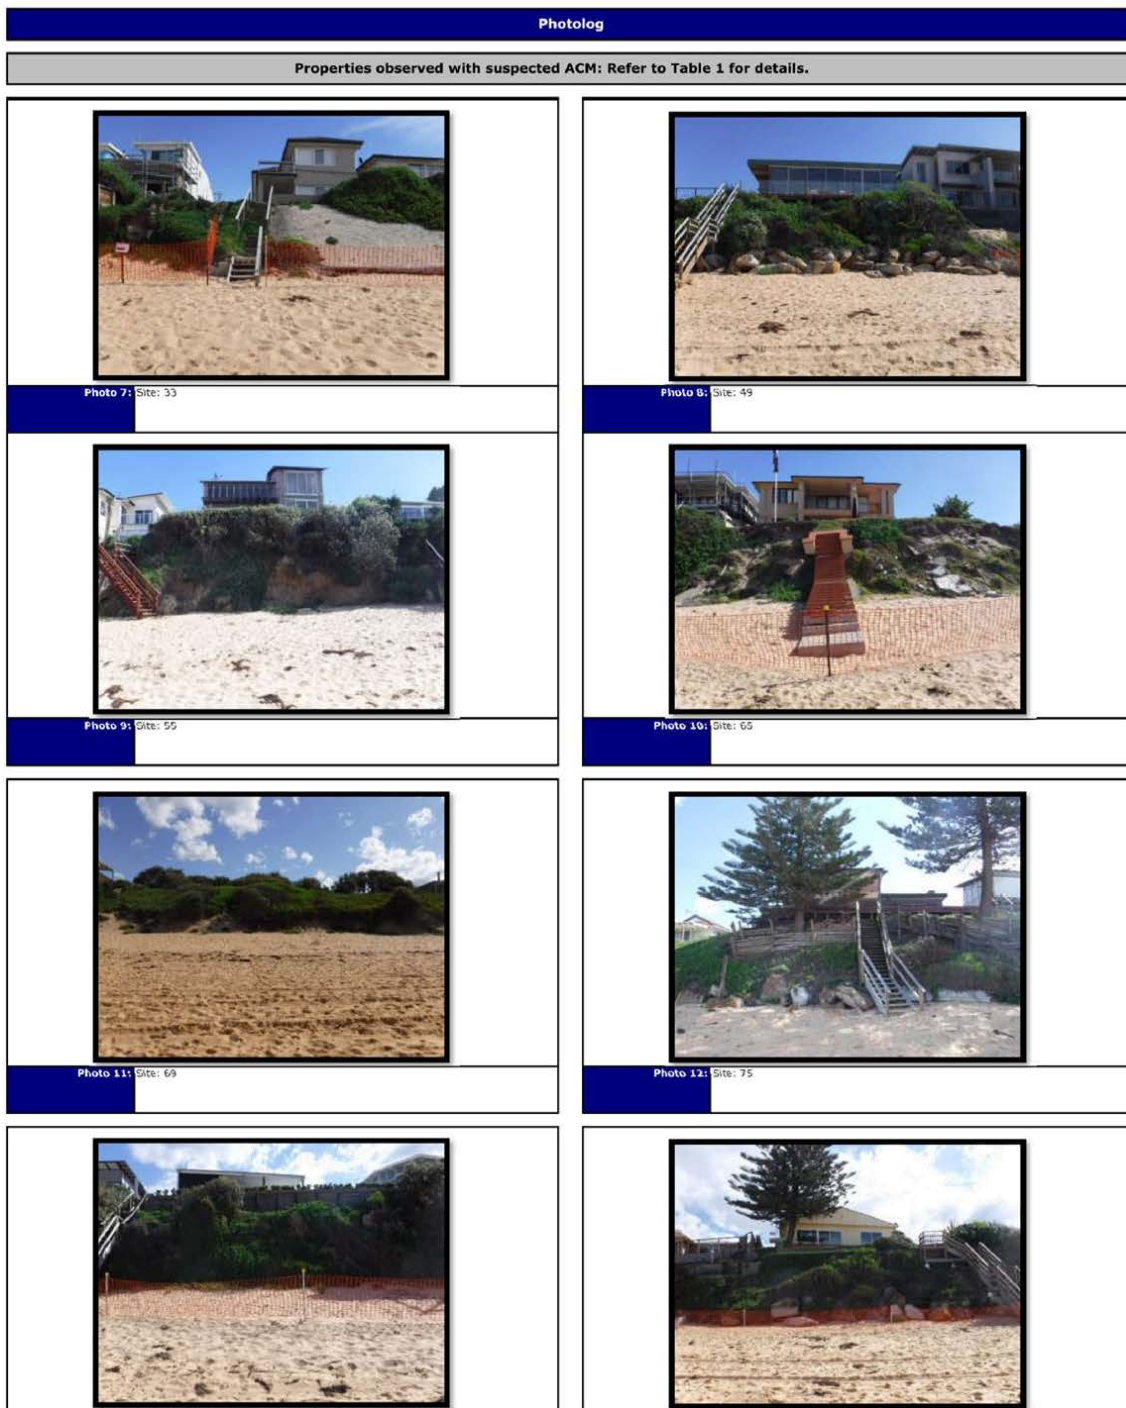 Photolog
Properties observed with suspected ACM: Refer to Table 1 for details.
Photo 7: Site: 33
Photo 8: Site: 49
Photo 9: Site: 55
Photo 10: Site: 65
Photo 11: Site: 69
Photo 12: Site: 75